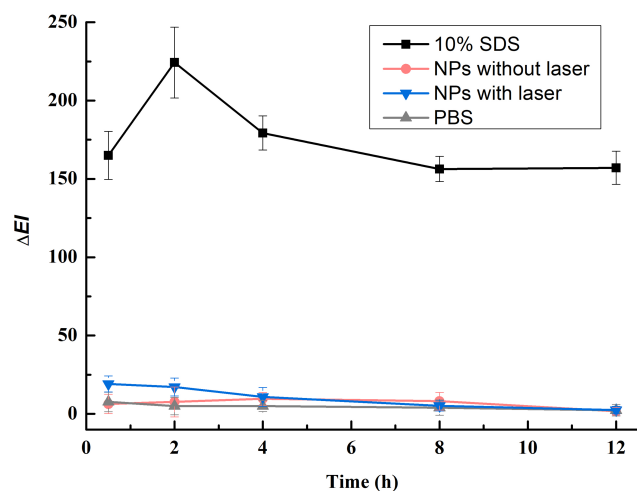 250
200
150
100
50
0
ΔEI
10% SDS
NPs without laser
NPs with laser
PBS
0 2 4 6 8 10 12
Time (h)